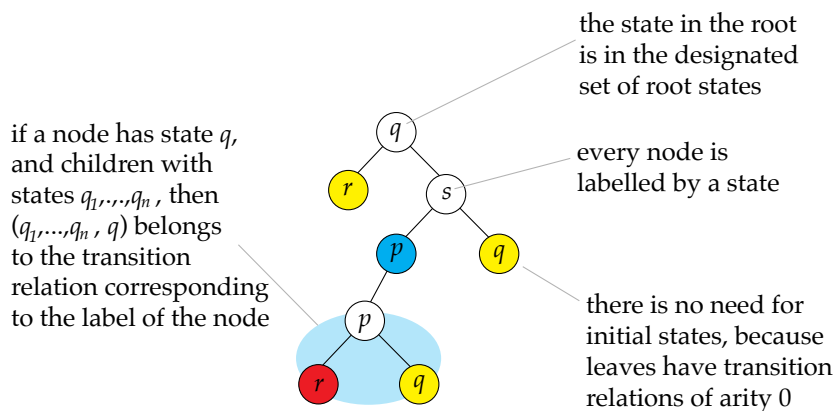 the state in the root
is in the designated
set of root states
if a node has state q,
and children with
states q1,.,.,qn , then
(q1,...,qn , q) belongs
to the transition
relation corresponding
to the label of the node
every node is
labelled by a state
there is no need for
initial states, because
leaves have transition
relations of arity 0
q
r
s
p
q
p
r
q